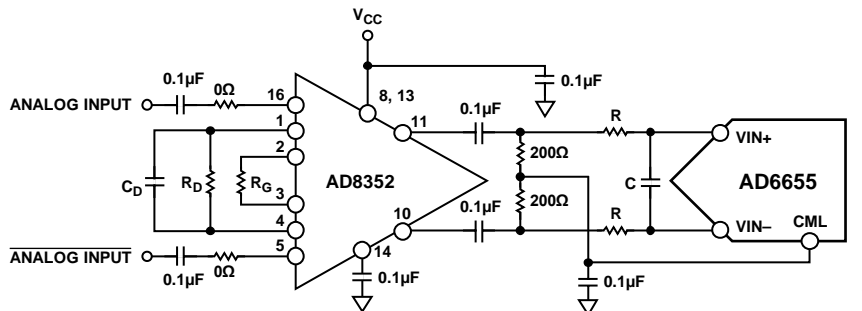 VCC
0.1µF
0Ω
ANALOG INPUT
16
8, 13
0.1µF
1
11
0.1µF
R
2
VIN+
200Ω
CD
RD
RG
AD8352
C
AD6655
3
200Ω
4
10
0.1µF
R
VIN–
CML
ANALOG INPUT
5
14
0.1µF
0Ω
0.1µF
0.1µF